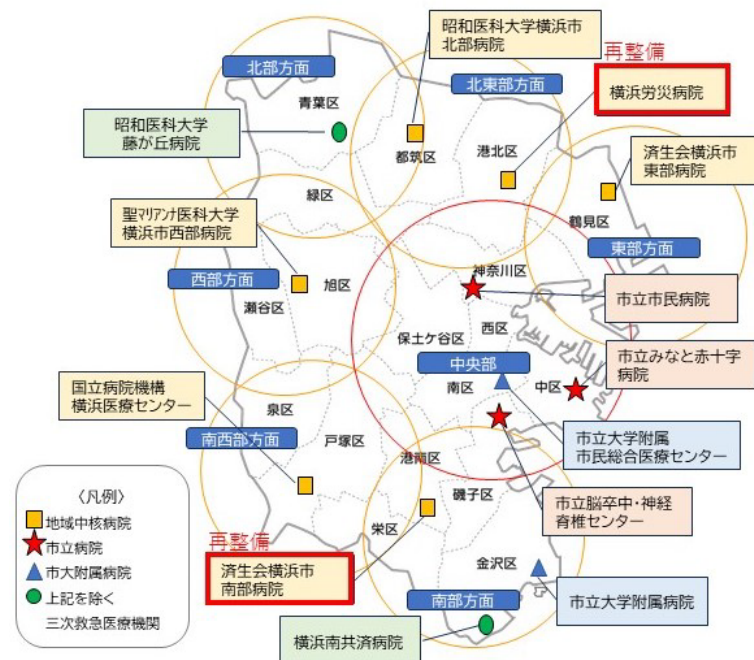 昭和医科大学横浜市
北部病院
再整備
北部方面
北東部方面
横浜労災病院
青葉区
昭和医科大学
藤が丘病院
都筑区
港北区
済生会横浜市
東部病院
緑区
鶴見区
聖マリアンナ医科大学
横浜市西部病院
東部方面
神奈川区
西部方面
旭区
市立市民病院
瀬谷区
西区
保土ケ谷区
中央部
市立みなと赤十字
病院
国立病院機構
横浜医療センター
南区
中区
泉区
市立大学附属
市民総合医療センター
南西部方面
戸塚区
港南区
〈凡例〉
地域中核病院
市立病院
市大附属病院
上記を除く
三次救急医療機関
磯子区
市立脳卒中・神経
脊椎センター
再整備
栄区
済生会横浜市
南部病院
金沢区
南部方面
市立大学附属病院
横浜南共済病院